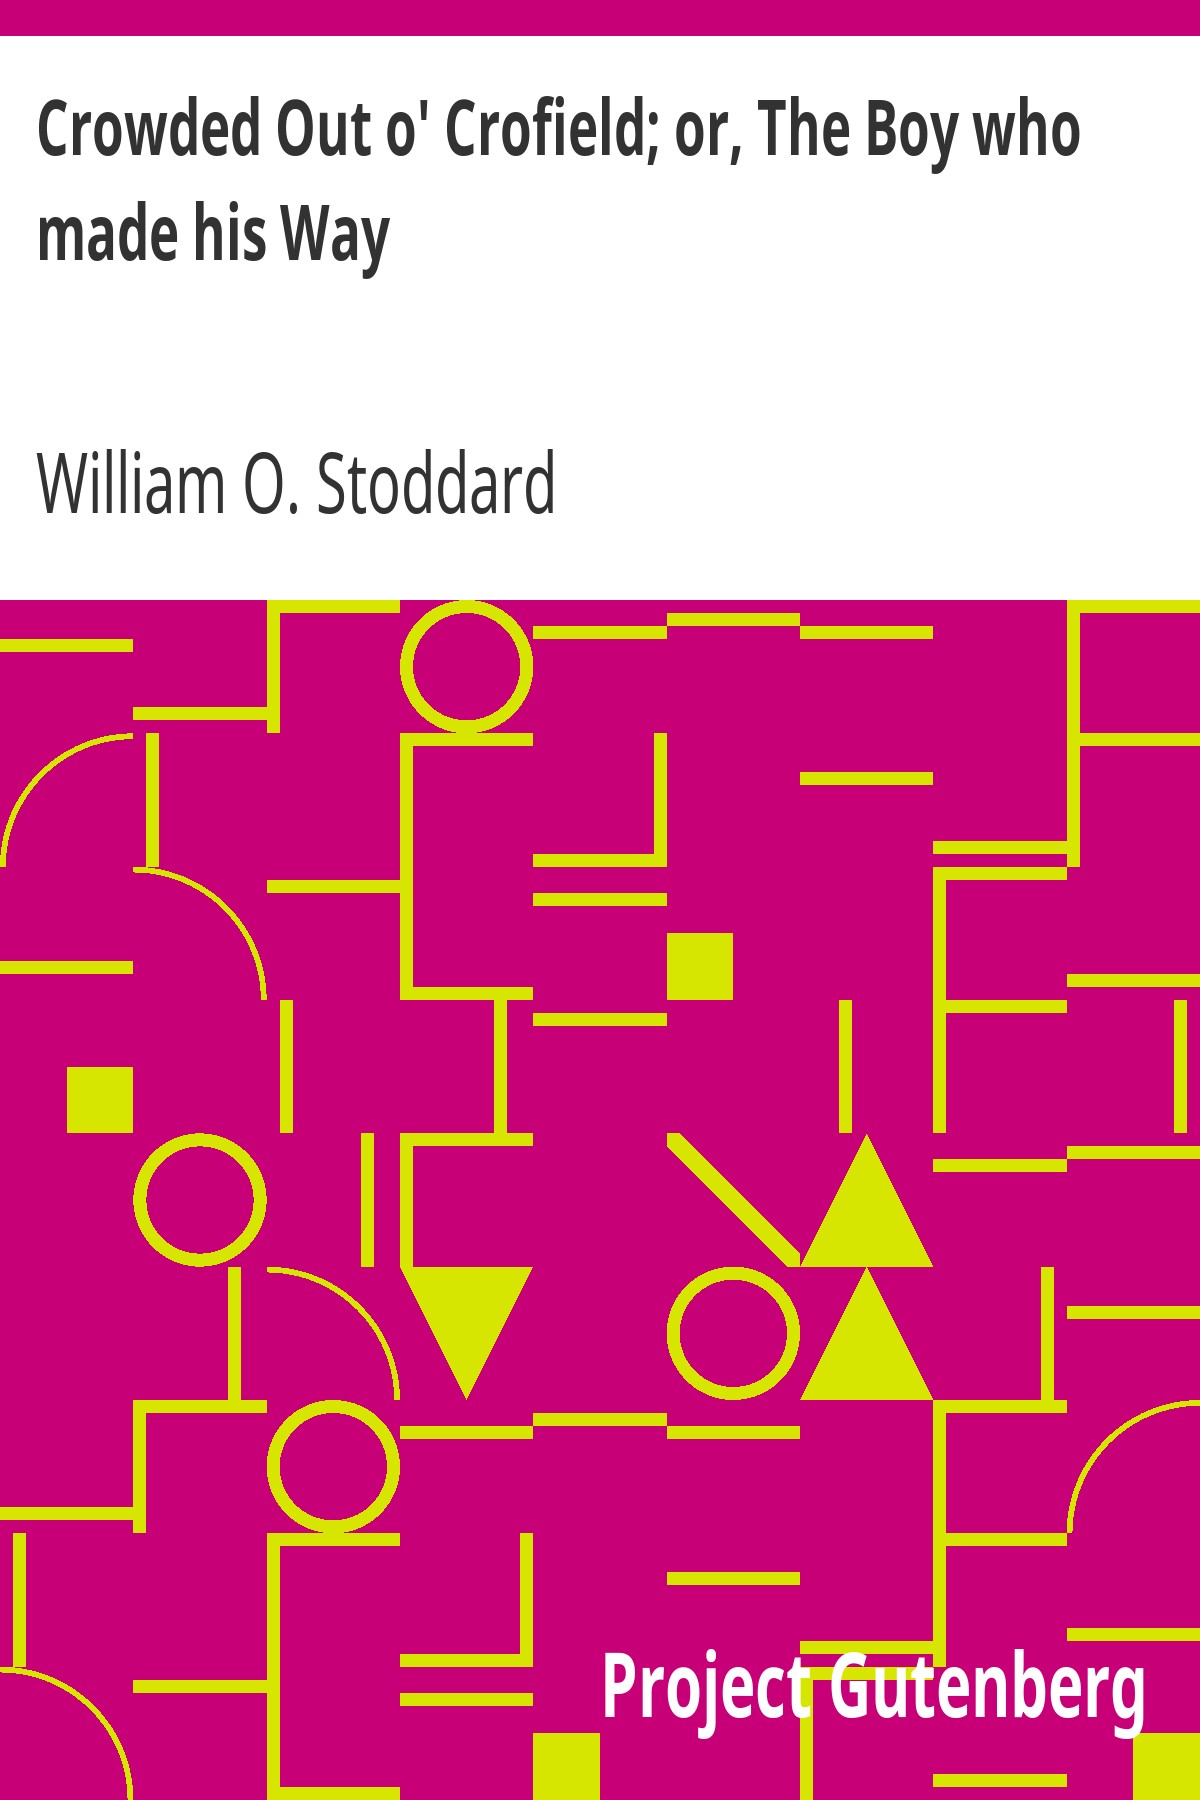 Crowded Out o' Crofield; or, The Boy who
made his Way
William O. Stoddard
Project Gutenberg